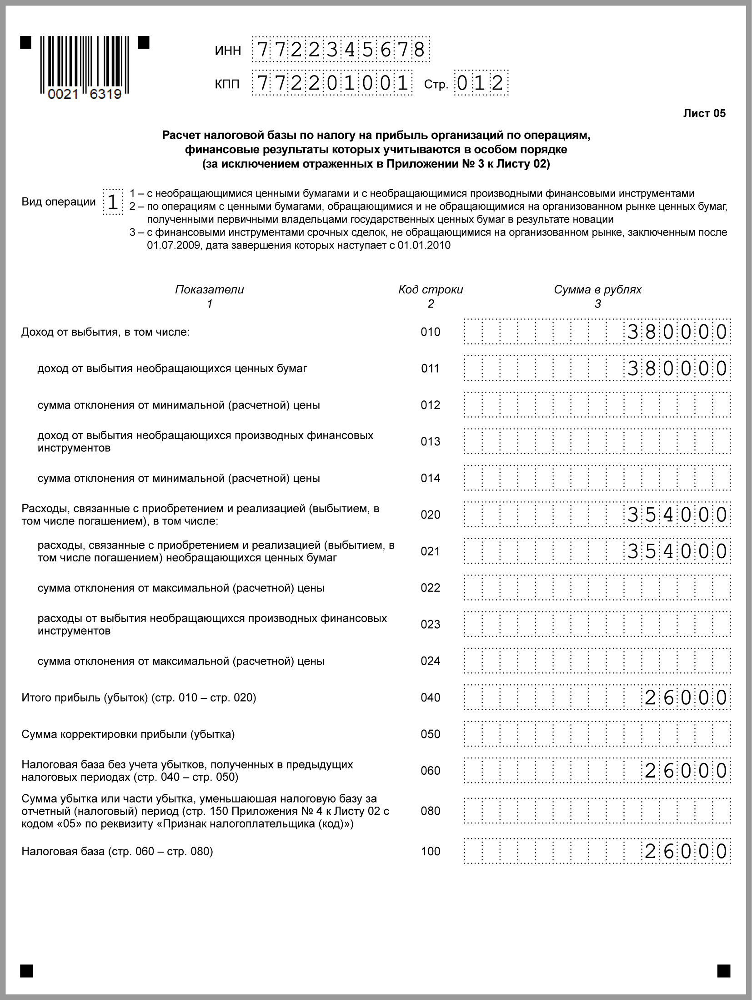 0021 6319
ИНН 7722345678
КПП 772201001 Стр. 012
Лист 05
Расчет налоговой базы по налогу на прибыль организаций по операциям,
финансовые результаты которых учитываются в особом порядке
(за исключением отраженных в Приложении № 3 к Листу 02)
Вид операции 1
1 – с необращающимися ценными бумагами и с необращающимися производными финансовыми инструментами
2 – по операциям с ценными бумагами, обращающимися и не обращающимися на организованном рынке ценных бумаг,
полученными первичными владельцами государственных ценных бумаг в результате новации
3 – с финансовыми инструментами срочных сделок, не обращающимися на организованном рынке, заключенным после
01.07.2009, дата завершения которых наступает с 01.01.2010
Показатели Код строки Сумма в рублях
1 2 3
Доход от выбытия, в том числе: 010 380000
доход от выбытия необращающихся ценных бумаг 011 380000
сумма отклонения от минимальной (расчетной) цены 012
доход от выбытия необращающихся производных финансовых
инструментов 013
сумма отклонения от минимальной (расчетной) цены 014
Расходы, связанные с приобретением и реализацией (выбытием, в
том числе погашением), в том числе: 020 354000
расходы, связанные с приобретением и реализацией (выбытием, в
том числе погашением) необращающихся ценных бумаг 021 354000
сумма отклонения от максимальной (расчетной) цены 022
расходы от выбытия необращающихся производных финансовых
инструментов 023
сумма отклонения от максимальной (расчетной) цены 024
Итого прибыль (убыток) (стр. 010 – стр. 020) 040 26000
Сумма корректировки прибыли (убытка) 050
Налоговая база без учета убытков, полученных в предыдущих
налоговых периодах (стр. 040 – стр. 050) 060 26000
Сумма убытка или части убытка, уменьшаюшая налоговую базу за
отчетный (налоговый) период (стр. 150 Приложения № 4 к Листу 02 с
кодом «05» по реквизиту «Признак налогоплательщика (код)») 080
Налоговая база (стр. 060 – стр. 080) 100 26000